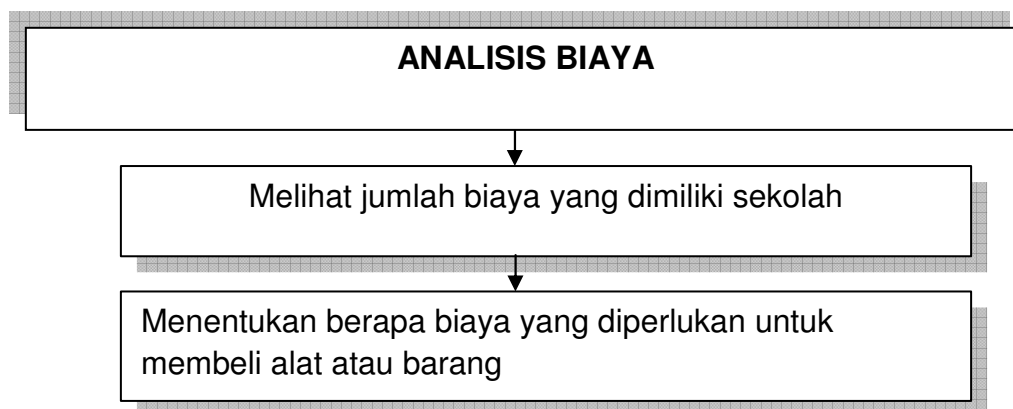 ANALISIS BIAYA
Melihat jumlah biaya yang dimiliki sekolah
Menentukan berapa biaya yang diperlukan untuk
membeli alat atau barang